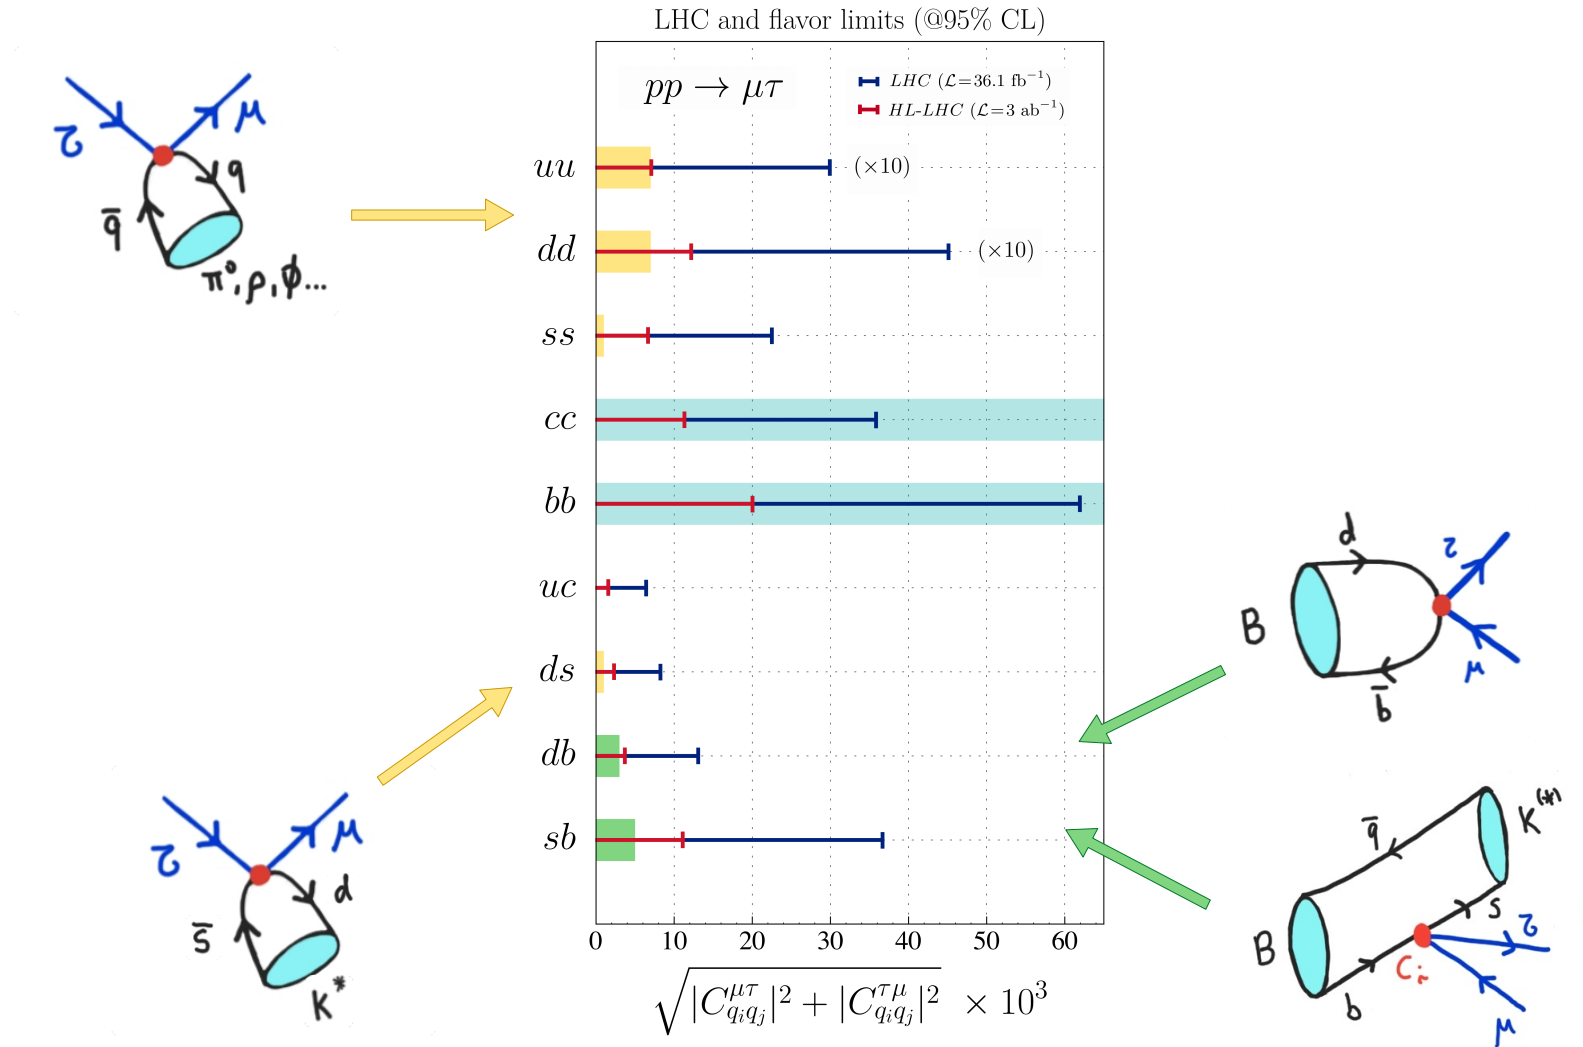 LHC and flavor limits (@95% CL)
pp → μτ
LHC (ℒ=36.1 fb⁻¹)
HL-LHC (ℒ=3 ab⁻¹)
τ
μ
q
q̄
π⁰, ρ, ϕ...
uu
(×10)
dd
(×10)
ss
cc
bb
uc
ds
db
sb
0 10 20 30 40 50 60
√|C^{μτ}_{q_i q_j}|² + |C^{τμ}_{q_i q_j}|² × 10³
τ
μ
d
s̄
K*
d
τ
B
μ
b̄
q̄
K^{(*)}
s
τ
B
C_i
b
μ